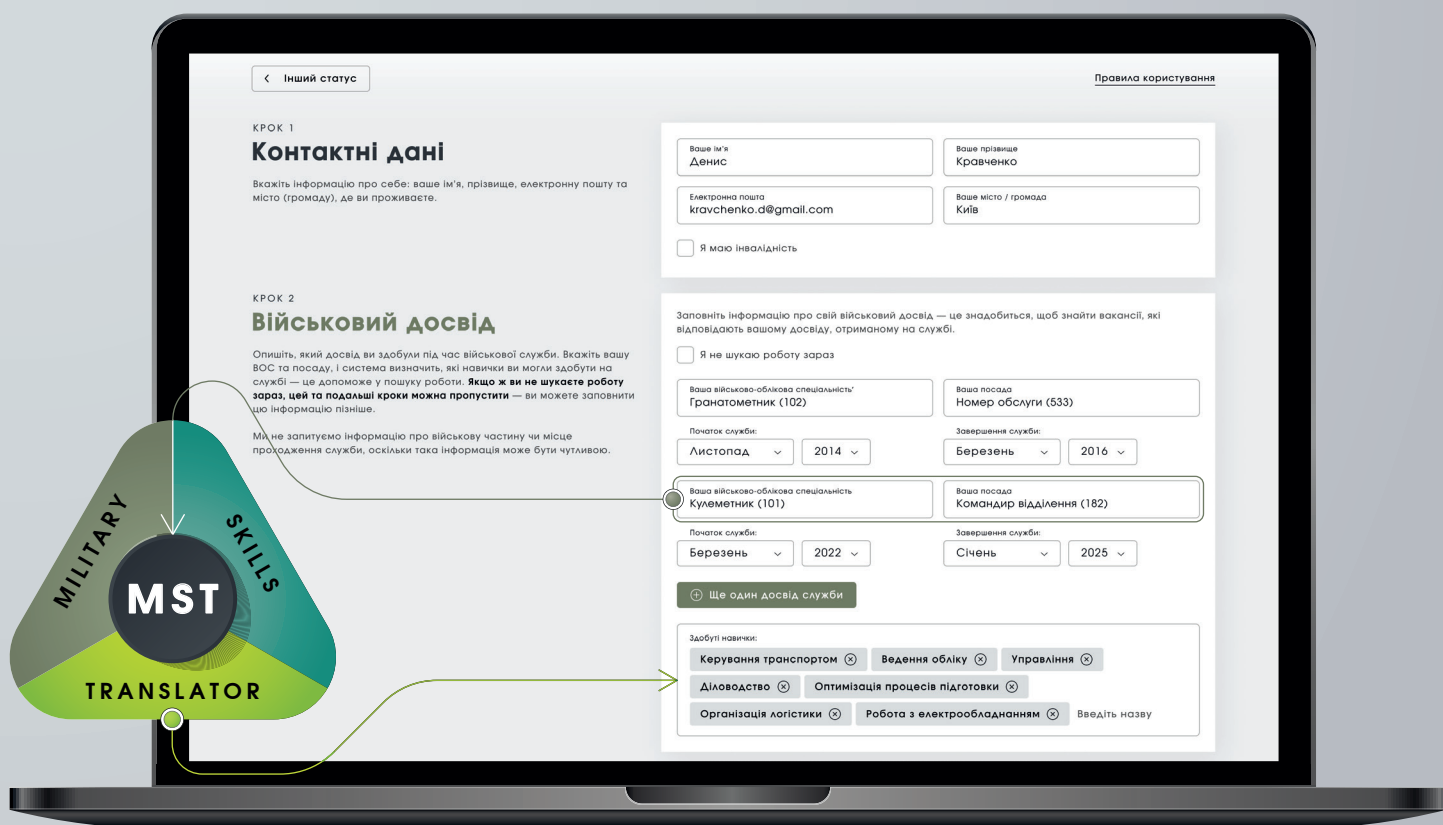 Інший статус
Правила користування
КРОК 1
Контактні дані
Вкажіть інформацію про себе: ваше ім'я, прізвище, електронну пошту та
місто (громаду), де ви проживаєте.
Ваше ім'я
Денис
Ваше прізвище
Кравченко
Електронна пошта
kravchenko.d@gmail.com
Ваше місто / громада
Київ
Я маю інвалідність
КРОК 2
Військовий досвід
Опишіть, який досвід ви здобули під час військової служби. Вкажіть вашу
ВОС та посаду, і система визначить, які навички ви могли здобути на
службі — це допоможе у пошуку роботи. Якщо ж ви не шукаєте роботу
зараз, цей та подальші кроки можна пропустити — ви можете заповнити
цю інформацію пізніше.
Ми не запитуємо інформацію про військову частину чи місце
проходження служби, оскільки така інформація може бути чутливою.
Заповніть інформацію про свій військовий досвід — це знадобиться, щоб знайти вакансії, які
відповідають вашому досвіду, отриманому на службі.
Я не шукаю роботу зараз
Ваша військово-облікова спеціальність'
Гранатометник (102)
Ваша посада
Номер обслуги (533)
Початок служби:
Листопад
2014
Завершення служби:
Березень
2016
Ваша військово-облікова спеціальність
Кулеметник (101)
Ваша посада
Командир відділення (182)
Початок служби:
Березень
2022
Завершення служби:
Січень
2025
Ще один досвід служби
Здобуті навички:
Керування транспортом
Ведення обліку
Управління
Діловодство
Оптимізація процесів підготовки
Організація логістики
Робота з електрообладнанням
Введіть назву
MILITARY
SKILLS
MST
TRANSLATOR